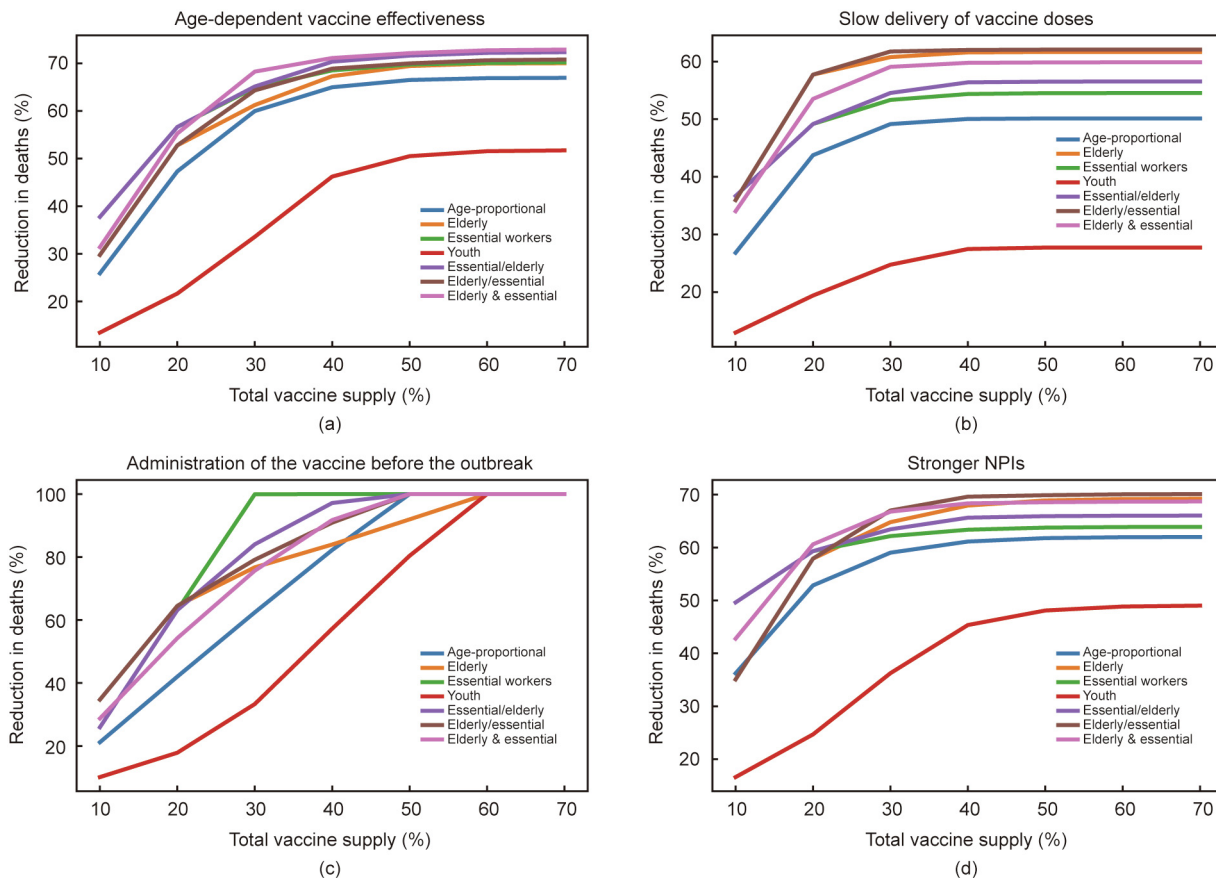 Age-dependent vaccine effectiveness
Reduction in deaths (%)
70
60
50
40
30
20
Age-proportional
Elderly
Essential workers
Youth
Essential/elderly
Elderly/essential
Elderly & essential
10 20 30 40 50 60 70
Total vaccine supply (%)
(a)
Slow delivery of vaccine doses
Reduction in deaths (%)
60
50
40
30
20
Age-proportional
Elderly
Essential workers
Youth
Essential/elderly
Elderly/essential
Elderly & essential
10 20 30 40 50 60 70
Total vaccine supply (%)
(b)
Administration of the vaccine before the outbreak
Reduction in deaths (%)
100
80
60
40
20
Age-proportional
Elderly
Essential workers
Youth
Essential/elderly
Elderly/essential
Elderly & essential
10 20 30 40 50 60 70
Total vaccine supply (%)
(c)
Stronger NPIs
Reduction in deaths (%)
70
60
50
40
30
20
Age-proportional
Elderly
Essential workers
Youth
Essential/elderly
Elderly/essential
Elderly & essential
10 20 30 40 50 60 70
Total vaccine supply (%)
(d)